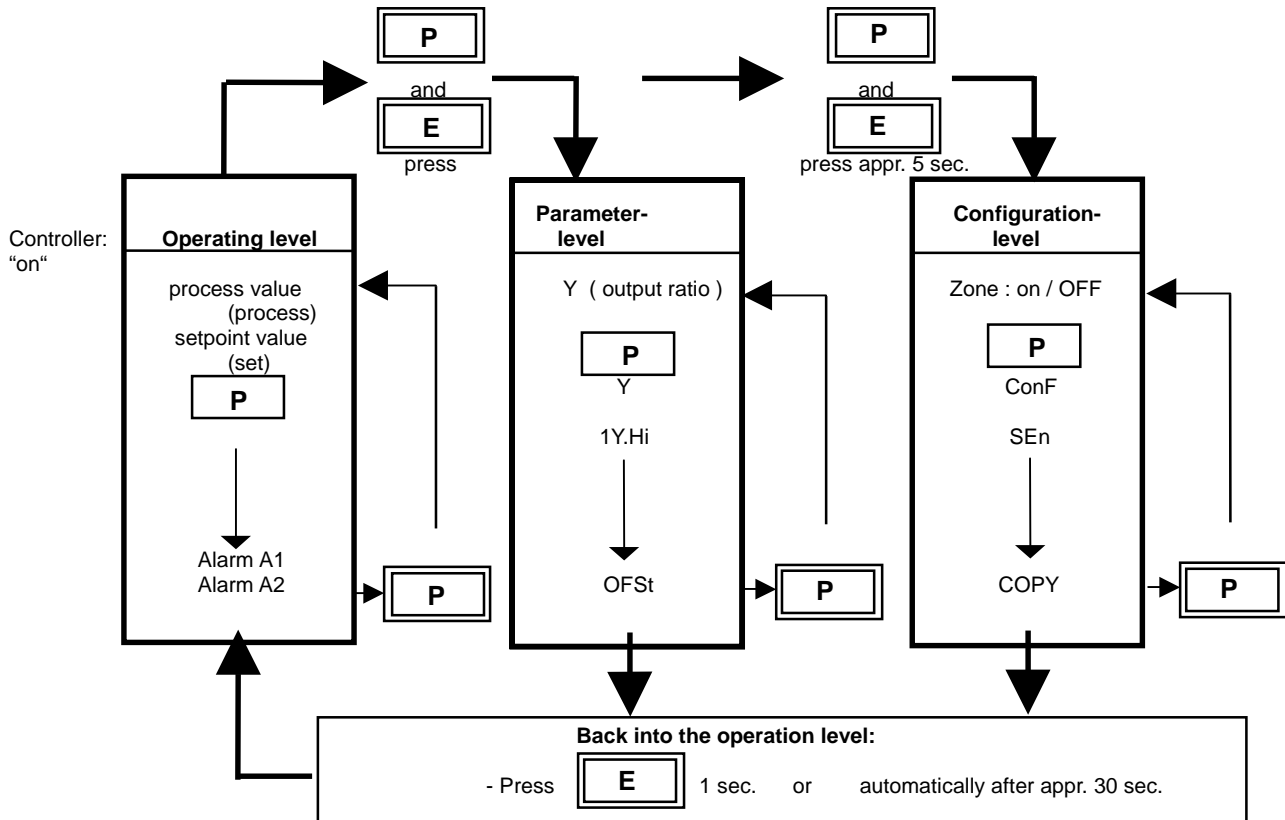 P
and
E
press
P
and
E
press appr. 5 sec.
Controller:
“on“
Operating level
process value
(process)
setpoint value
(set)
P
Alarm A1
Alarm A2
P
Parameter-
level
Y ( output ratio )
P
Y
1Y.Hi
OFSt
P
Configuration-
level
Zone : on / OFF
P
ConF
SEn
COPY
P
Back into the operation level:
- Press E 1 sec. or automatically after appr. 30 sec.